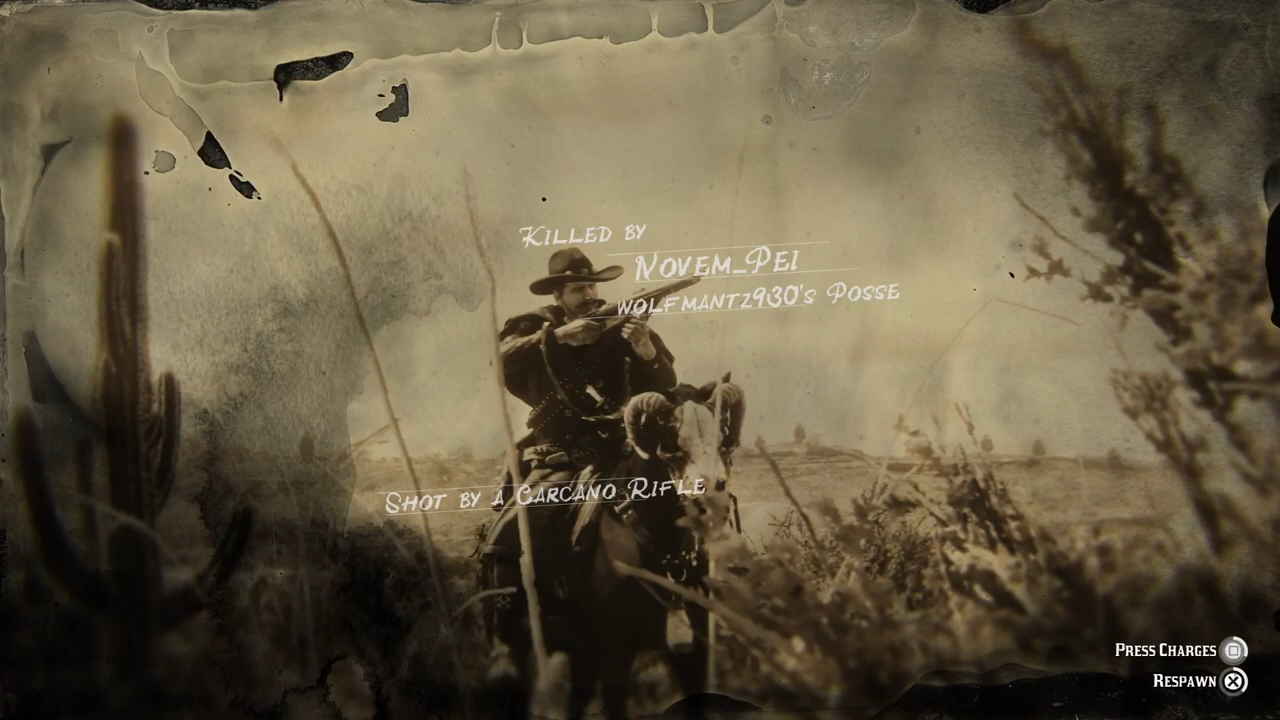 Killed by
Novem_Pei
wolfmantz930's Posse
Shot by a Carcano Rifle
Press Charges
Respawn